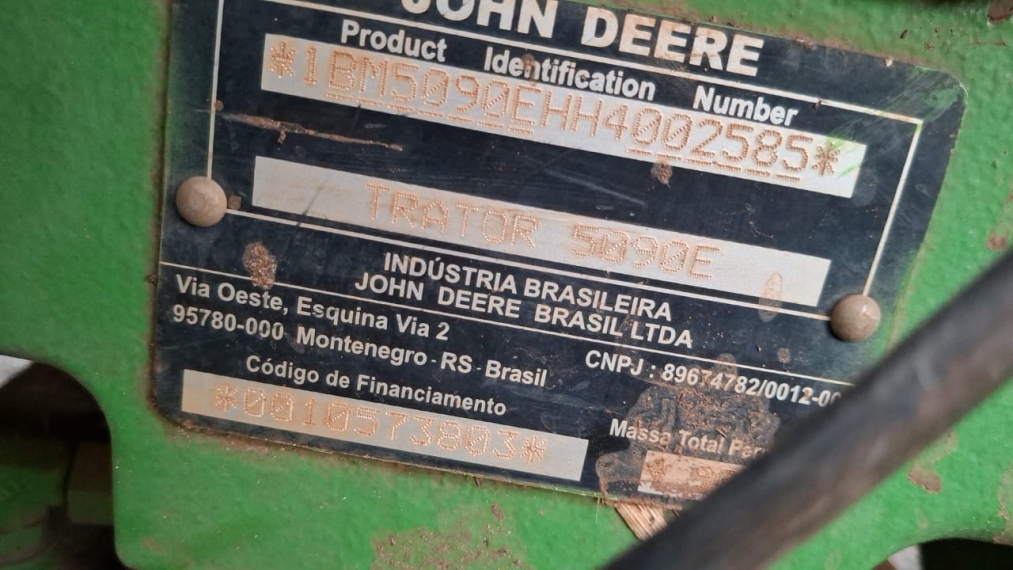 JOHN DEERE
Product Identification Number
*1BM5090EHH4002585*
TRATOR 5090E
INDÚSTRIA BRASILEIRA
JOHN DEERE BRASIL LTDA
Via Oeste, Esquina Via 2
95780-000 Montenegro - RS - Brasil
CNPJ : 89674782/0012-
Código de Financiamento
*0010573803*
Massa Total